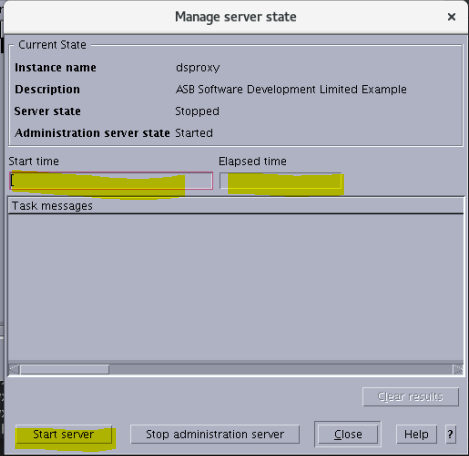 Manage server state
×
Current State
Instance name dsproxy
Description ASB Software Development Limited Example
Server state Stopped
Administration server state Started
Start time Elapsed time
Task messages
Clear results
Start server Stop administration server Close Help ?